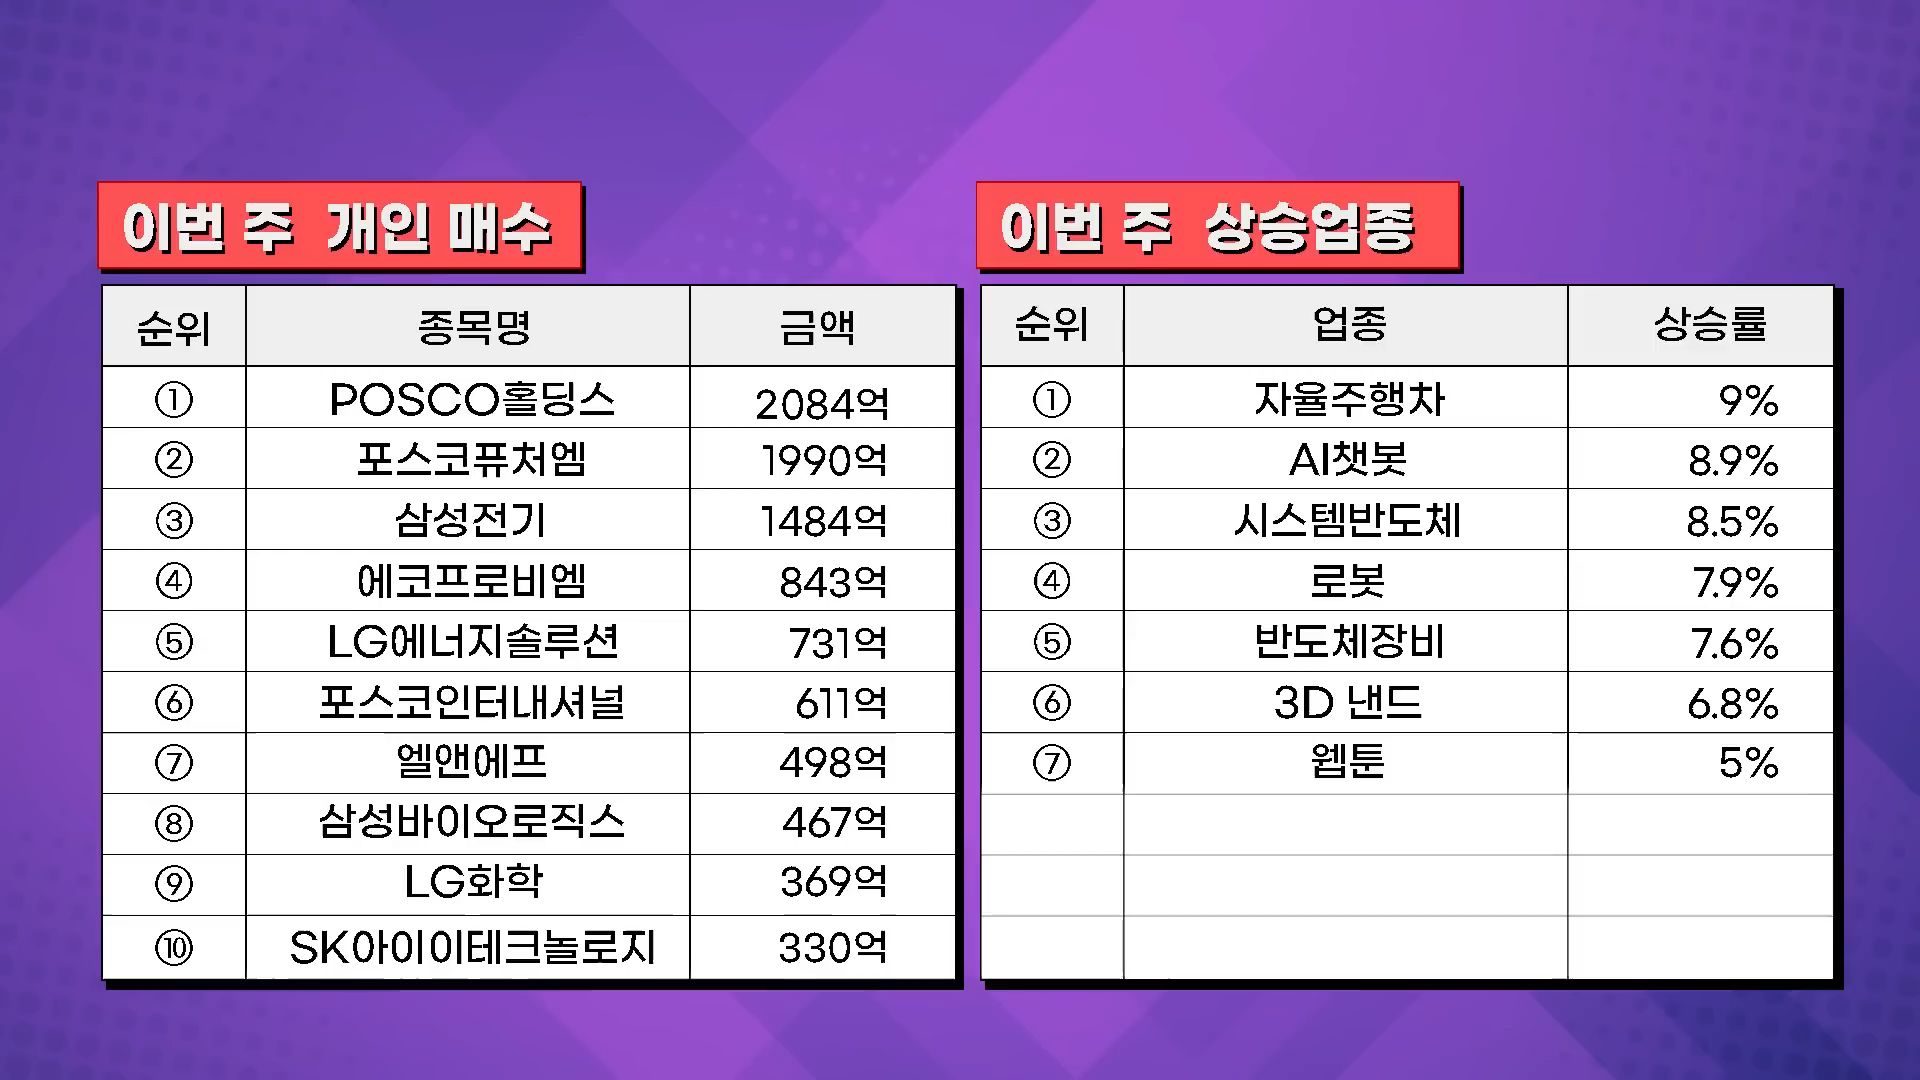 이번 주 개인 매수
순위 종목명 금액
① POSCO홀딩스 2084억
② 포스코퓨처엠 1990억
③ 삼성전기 1484억
④ 에코프로비엠 843억
⑤ LG에너지솔루션 731억
⑥ 포스코인터내셔널 611억
⑦ 엘앤에프 498억
⑧ 삼성바이오로직스 467억
⑨ LG화학 369억
⑩ SK아이이테크놀로지 330억
이번 주 상승업종
순위 업종 상승률
① 자율주행차 9%
② AI챗봇 8.9%
③ 시스템반도체 8.5%
④ 로봇 7.9%
⑤ 반도체장비 7.6%
⑥ 3D 낸드 6.8%
⑦ 웹툰 5%